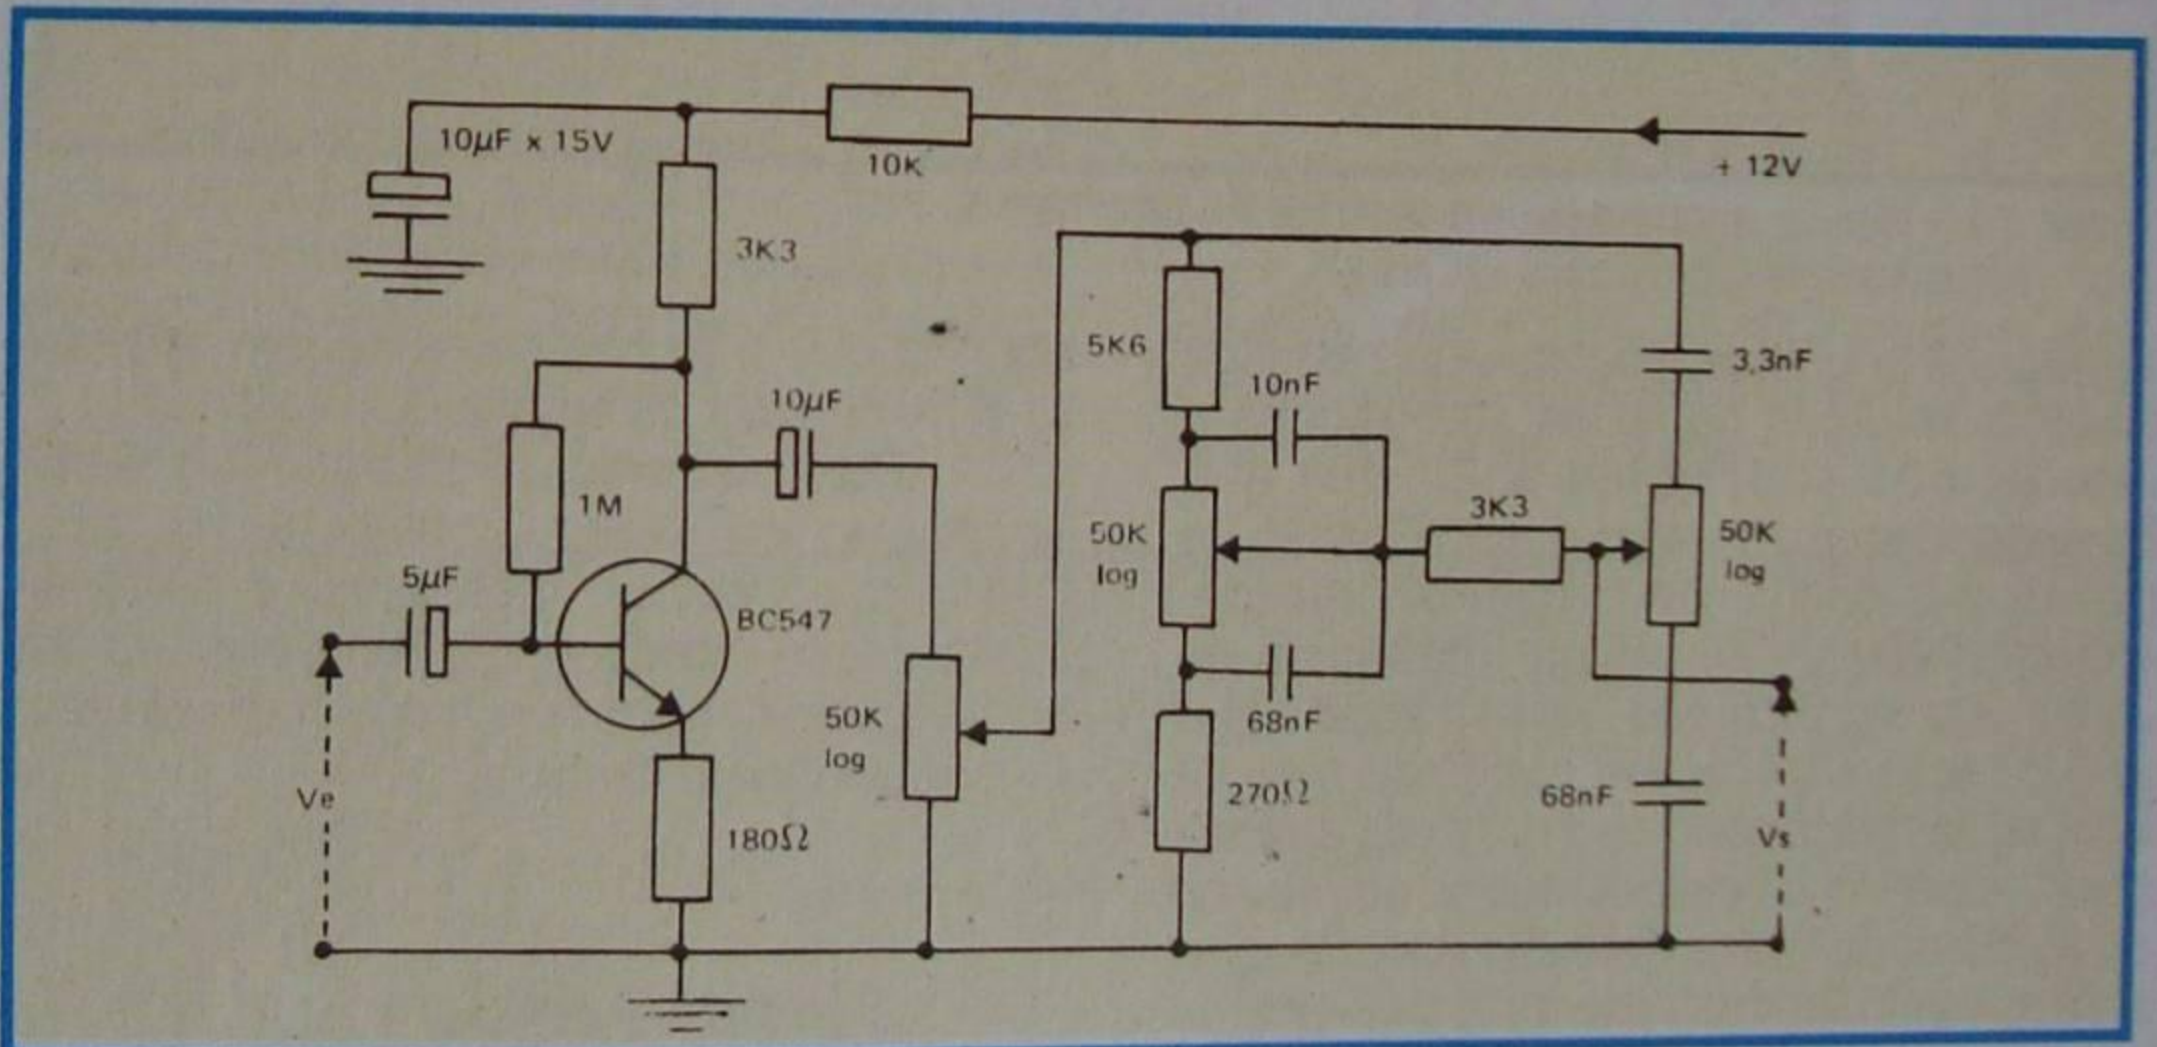 10µF x 15V
10K
+ 12V
3K3
5K6
3,3nF
10nF
10µF
1M
3K3
50K
log
50K
log
5µF
BC547
50K
log
68nF
270Ω
68nF
Ve
180Ω
Vs